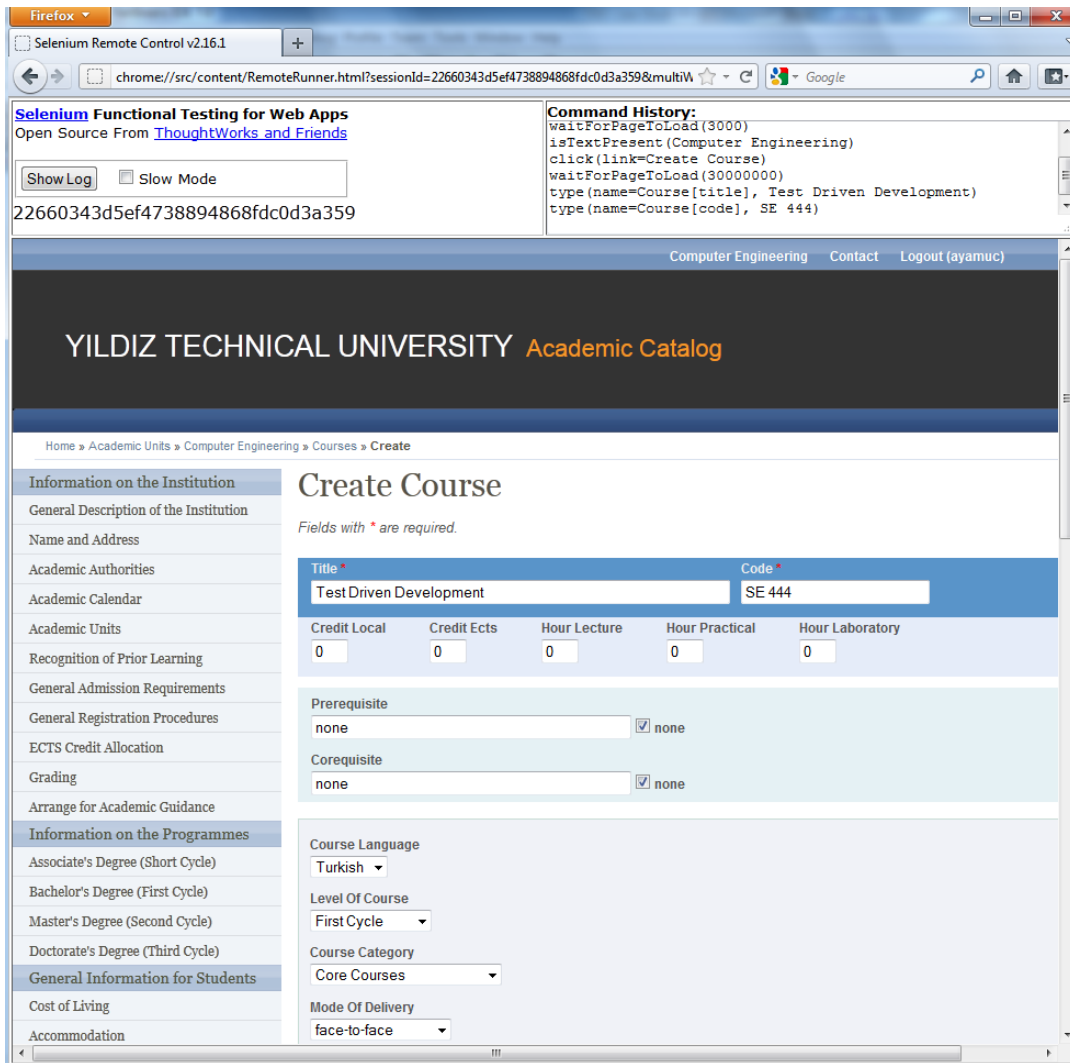 Firefox
Selenium Remote Control v2.16.1
chrome://src/content/RemoteRunner.html?sessionId=22660343d5ef4738894868fdc0d3a359&multiW
Google
Selenium Functional Testing for Web Apps
Open Source From ThoughtWorks and Friends
Show Log Slow Mode
22660343d5ef4738894868fdc0d3a359
Command History:
waitForPageToLoad(3000)
isTextPresent(Computer Engineering)
click(link=Create Course)
waitForPageToLoad(30000000)
type(name=Course[title], Test Driven Development)
type(name=Course[code], SE 444)
Computer Engineering Contact Logout (ayamuc)
YILDIZ TECHNICAL UNIVERSITY Academic Catalog
Home » Academic Units » Computer Engineering » Courses » Create
Information on the Institution
General Description of the Institution
Name and Address
Academic Authorities
Academic Calendar
Academic Units
Recognition of Prior Learning
General Admission Requirements
General Registration Procedures
ECTS Credit Allocation
Grading
Arrange for Academic Guidance
Information on the Programmes
Associate's Degree (Short Cycle)
Bachelor's Degree (First Cycle)
Master's Degree (Second Cycle)
Doctorate's Degree (Third Cycle)
General Information for Students
Cost of Living
Accommodation
Create Course
Fields with * are required.
Title * Code *
Test Driven Development SE 444
Credit Local Credit Ects Hour Lecture Hour Practical Hour Laboratory
0 0 0 0 0
Prerequisite
none none
Corequisite
none none
Course Language
Turkish
Level Of Course
First Cycle
Course Category
Core Courses
Mode Of Delivery
face-to-face